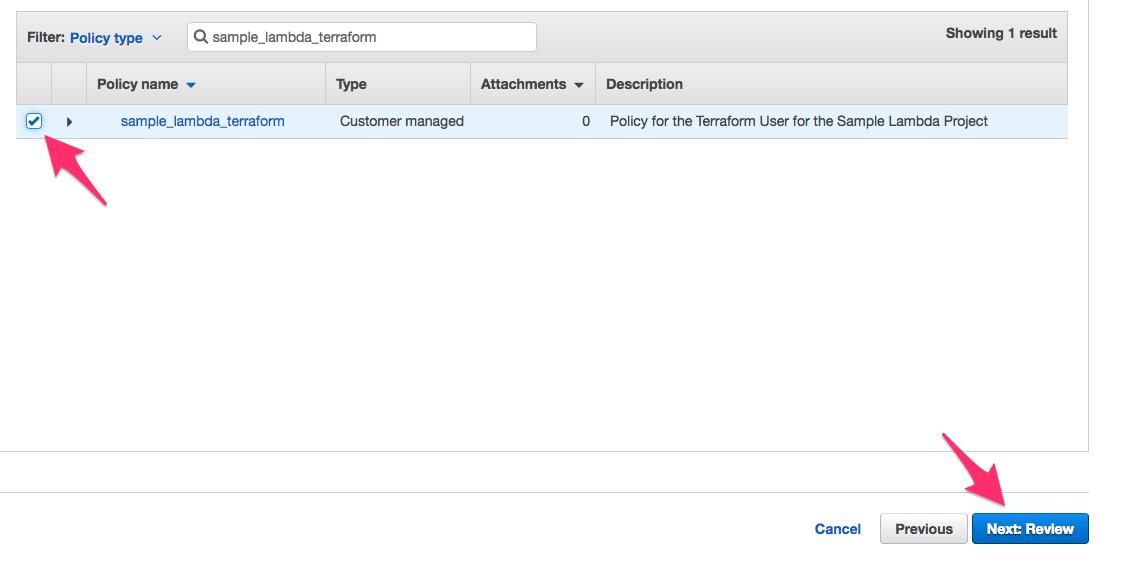 Filter: Policy type sample_lambda_terraform Showing 1 result
Policy name Type Attachments Description
sample_lambda_terraform Customer managed 0 Policy for the Terraform User for the Sample Lambda Project
Cancel Previous Next: Review